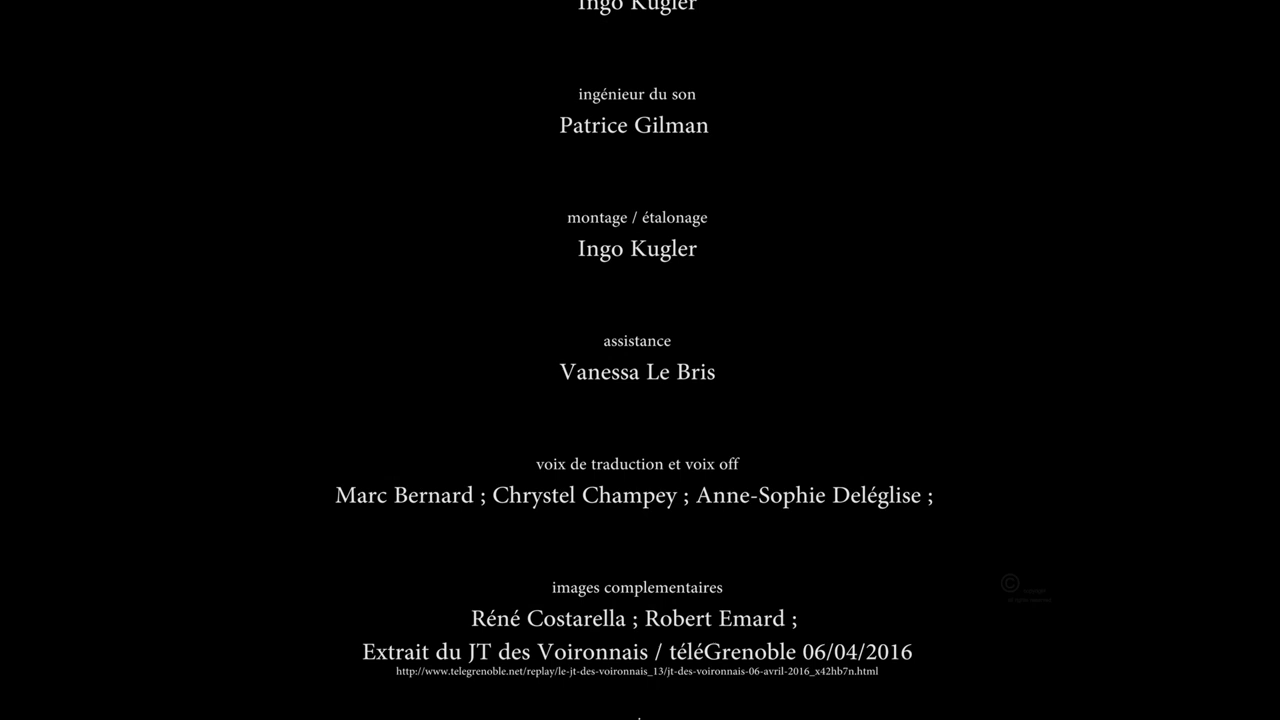 Ingo Kugler
ingénieur du son
Patrice Gilman
montage / étalonage
Ingo Kugler
assistance
Vanessa Le Bris
voix de traduction et voix off
Marc Bernard ; Chrystel Champey ; Anne-Sophie Deléglise ;
images complementaires
Réné Costarella ; Robert Emard ;
Extrait du JT des Voironnais / téléGrenoble 06/04/2016
http://www.telegrenoble.net/replay/le-jt-des-voironnais_13/jt-des-voironnais-06-avril-2016_x42hb7n.html
©